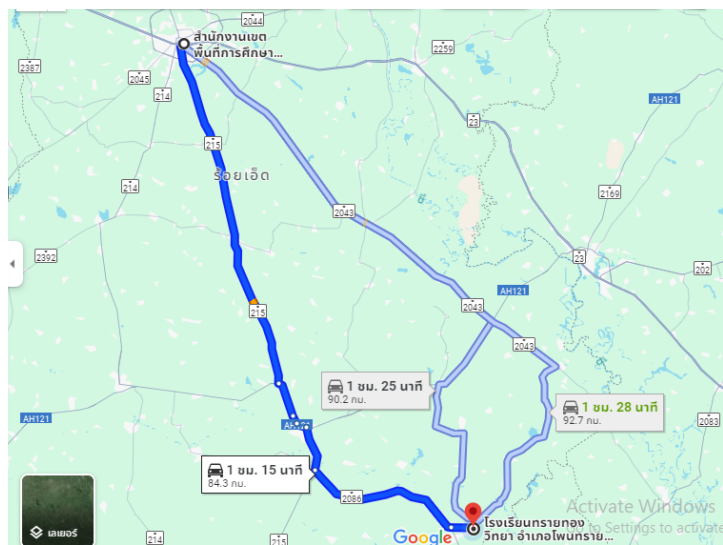 สำนักงานเขต
พื้นที่การศึกษา...
2044
2259
2387
2045
214
AH121
23
215
ร้อยเอ็ด
214
2169
2043
2392
23
202
AH121
2043
215
2043
1 ชม. 25 นาที
90.2 กม.
1 ชม. 28 นาที
92.7 กม.
AH121
AH121
2083
1 ชม. 15 นาที
84.3 กม.
2086
เลเยอร์
214
215
Google
โรงเรียนทรายทอง
วิทยา อำเภอโพนทราย...
Activate Windows
Go to Settings to activate